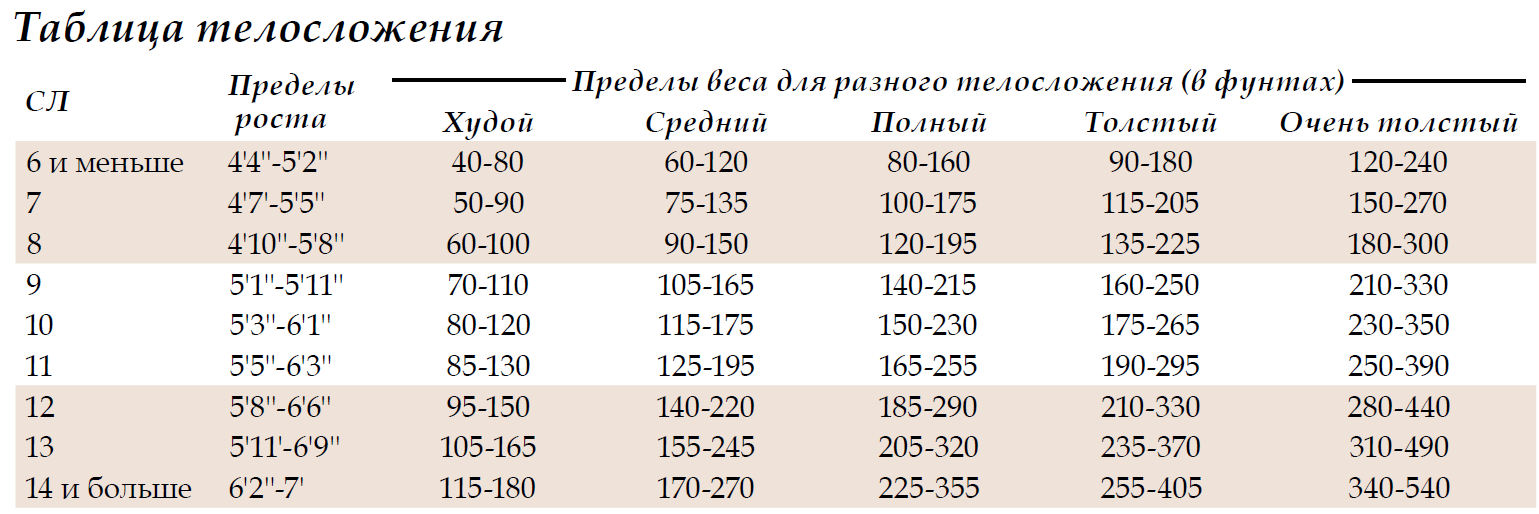 Таблица телосложения
СЛ Пределы роста Пределы веса для разного телосложения (в фунтах)
Худой Средний Полный Толстый Очень толстый
6 и меньше 4'4"-5'2" 40-80 60-120 80-160 90-180 120-240
7 4'7'-5'5" 50-90 75-135 100-175 115-205 150-270
8 4'10"-5'8" 60-100 90-150 120-195 135-225 180-300
9 5'1"-5'11" 70-110 105-165 140-215 160-250 210-330
10 5'3"-6'1" 80-120 115-175 150-230 175-265 230-350
11 5'5"-6'3" 85-130 125-195 165-255 190-295 250-390
12 5'8"-6'6" 95-150 140-220 185-290 210-330 280-440
13 5'11'-6'9" 105-165 155-245 205-320 235-370 310-490
14 и больше 6'2"-7' 115-180 170-270 225-355 255-405 340-540